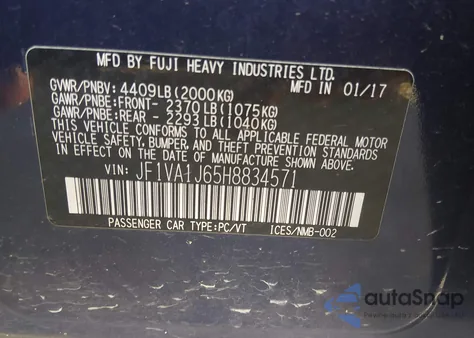 MFD BY FUJI HEAVY INDUSTRIES LTD.
GVWR/PNBV: 4409LB (2000KG) MFD IN 01/17
GAWR/PNBE: FRONT- 2370 LB (1075KG)
GAWR/PNBE: REAR - 2293 LB (1040KG)
THIS VEHICLE CONFORMS TO ALL APPLICABLE FEDERAL MOTOR
VEHICLE SAFETY, BUMPER, AND THEFT PREVENTION STANDARDS
IN EFFECT ON THE DATE OF MANUFACTURE SHOWN ABOVE.
VIN: JF1VA1J65H8834571
PASSENGER CAR TYPE:PC/VT ICES/NMB-002
autoSnap